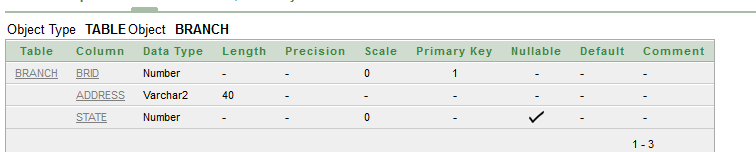 Object Type TABLE Object BRANCH
Table Column Data Type Length Precision Scale Primary Key Nullable Default Comment
BRANCH BRID Number - - 0 1 - - -
ADDRESS Varchar2 40 - - - - - -
STATE Number - - 0 - ✓ - -
1 - 3